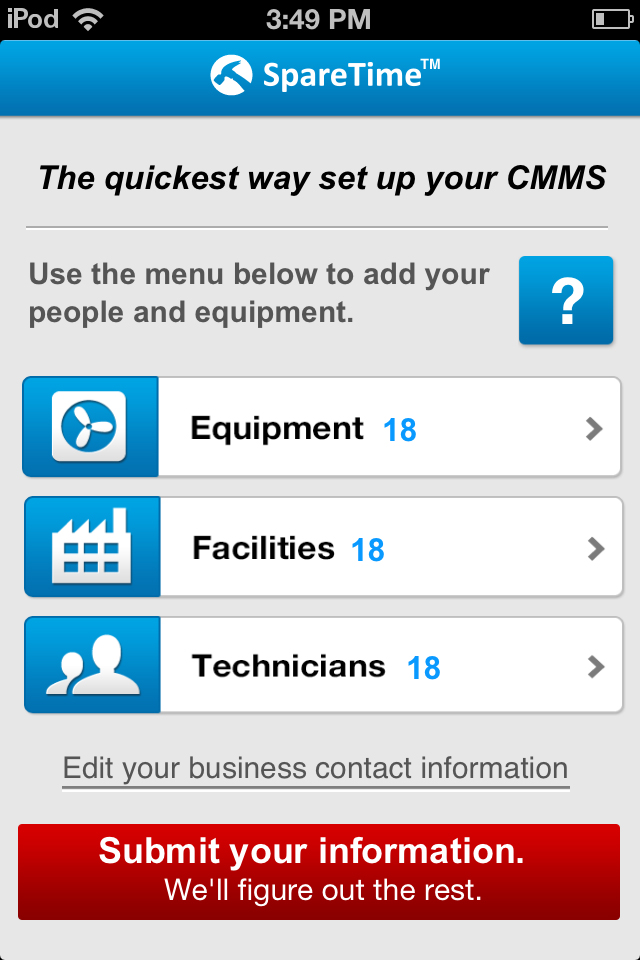 iPod 3:49 PM
SpareTime™
The quickest way set up your CMMS
Use the menu below to add your
people and equipment.
?
Equipment 18
Facilities 18
Technicians 18
Edit your business contact information
Submit your information.
We'll figure out the rest.